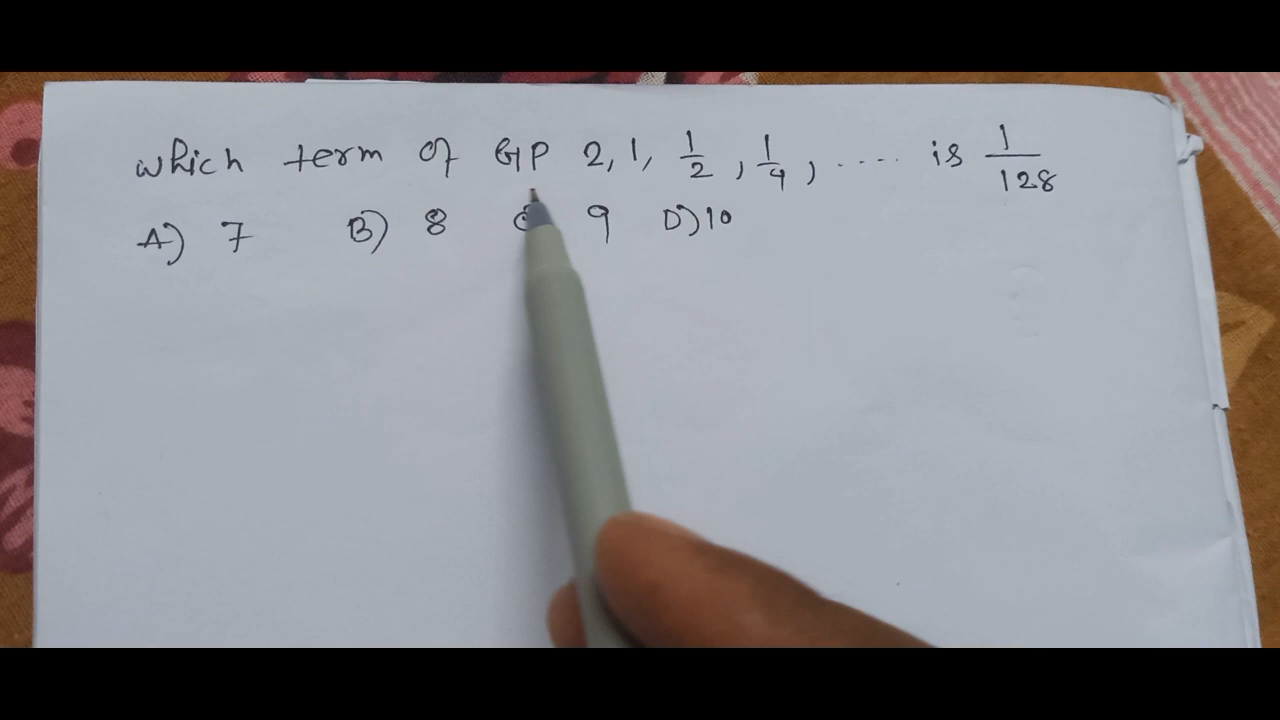 which term of GP 2, 1, 1/2, 1/4, .... is 1/128
A) 7 B) 8 9 D) 10